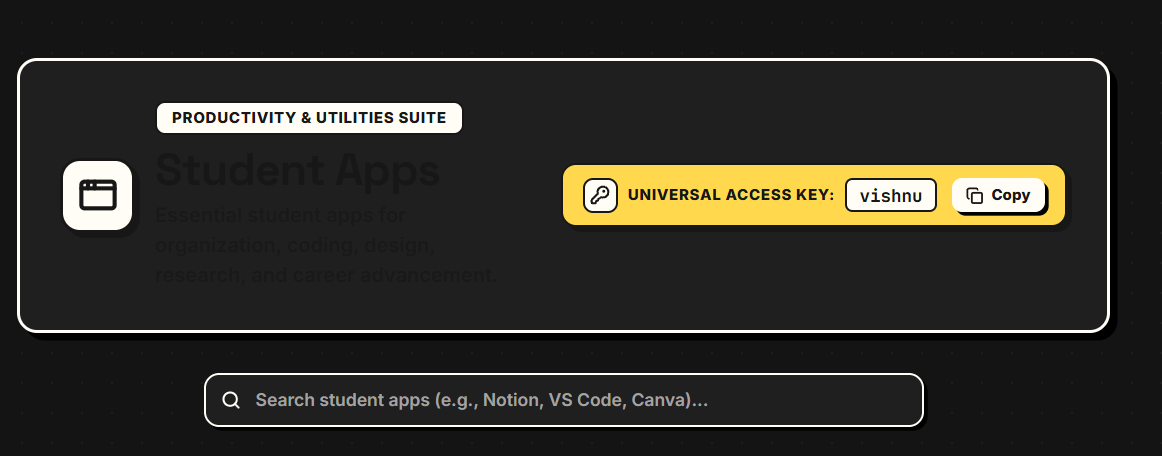 PRODUCTIVITY & UTILITIES SUITE
Student Apps
Essential student apps for
organization, coding, design,
research, and career advancement.
UNIVERSAL ACCESS KEY: vishnu Copy
Search student apps (e.g., Notion, VS Code, Canva)...